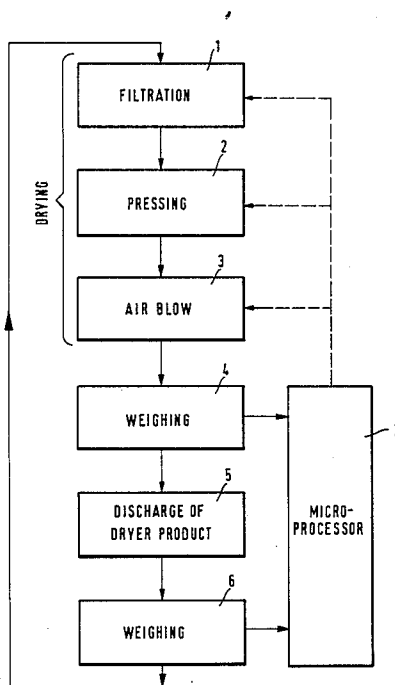 1
FILTRATION
2
PRESSING
DRYING
3
AIR BLOW
4
WEIGHING
5
DISCHARGE OF
DRYER PRODUCT
MICRO-
PROCESSOR
6
WEIGHING